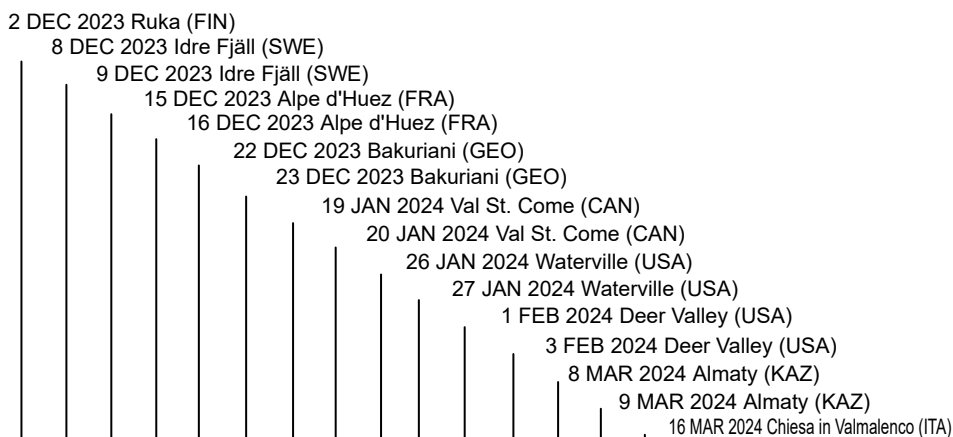 2 DEC 2023 Ruka (FIN)
8 DEC 2023 Idre Fjäll (SWE)
9 DEC 2023 Idre Fjäll (SWE)
15 DEC 2023 Alpe d'Huez (FRA)
16 DEC 2023 Alpe d'Huez (FRA)
22 DEC 2023 Bakuriani (GEO)
23 DEC 2023 Bakuriani (GEO)
19 JAN 2024 Val St. Come (CAN)
20 JAN 2024 Val St. Come (CAN)
26 JAN 2024 Waterville (USA)
27 JAN 2024 Waterville (USA)
1 FEB 2024 Deer Valley (USA)
3 FEB 2024 Deer Valley (USA)
8 MAR 2024 Almaty (KAZ)
9 MAR 2024 Almaty (KAZ)
16 MAR 2024 Chiesa in Valmalenco (ITA)